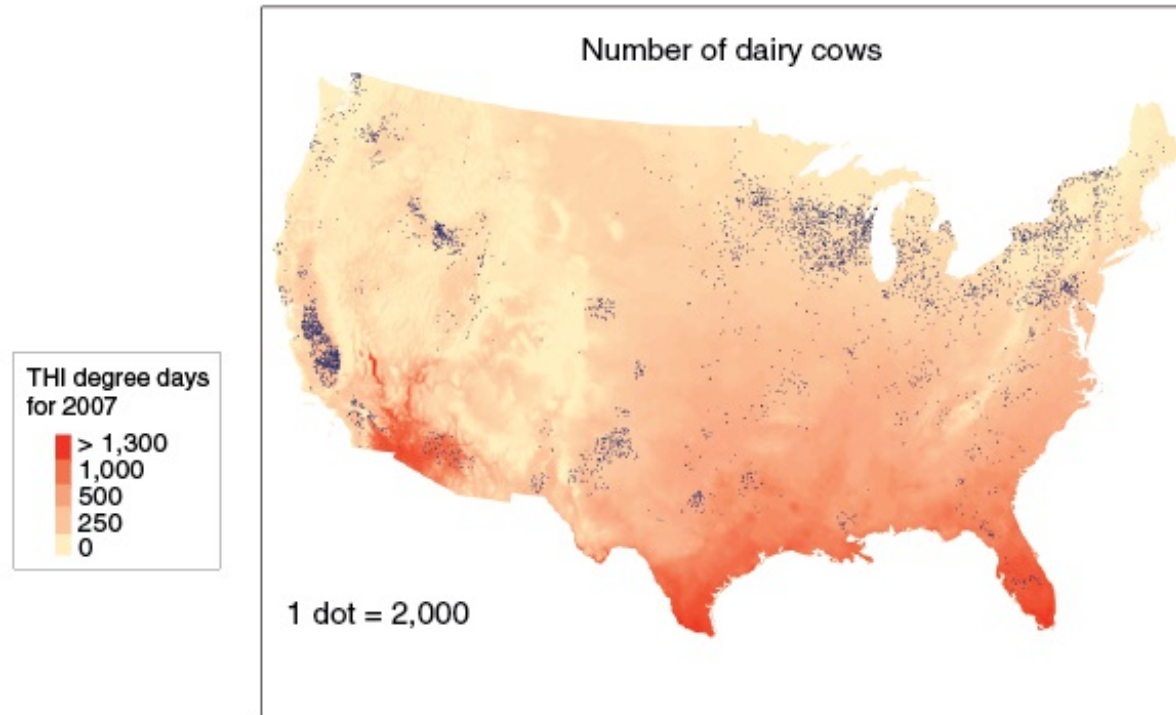 Number of dairy cows
THI degree days
for 2007
> 1,300
1,000
500
250
0
1 dot = 2,000